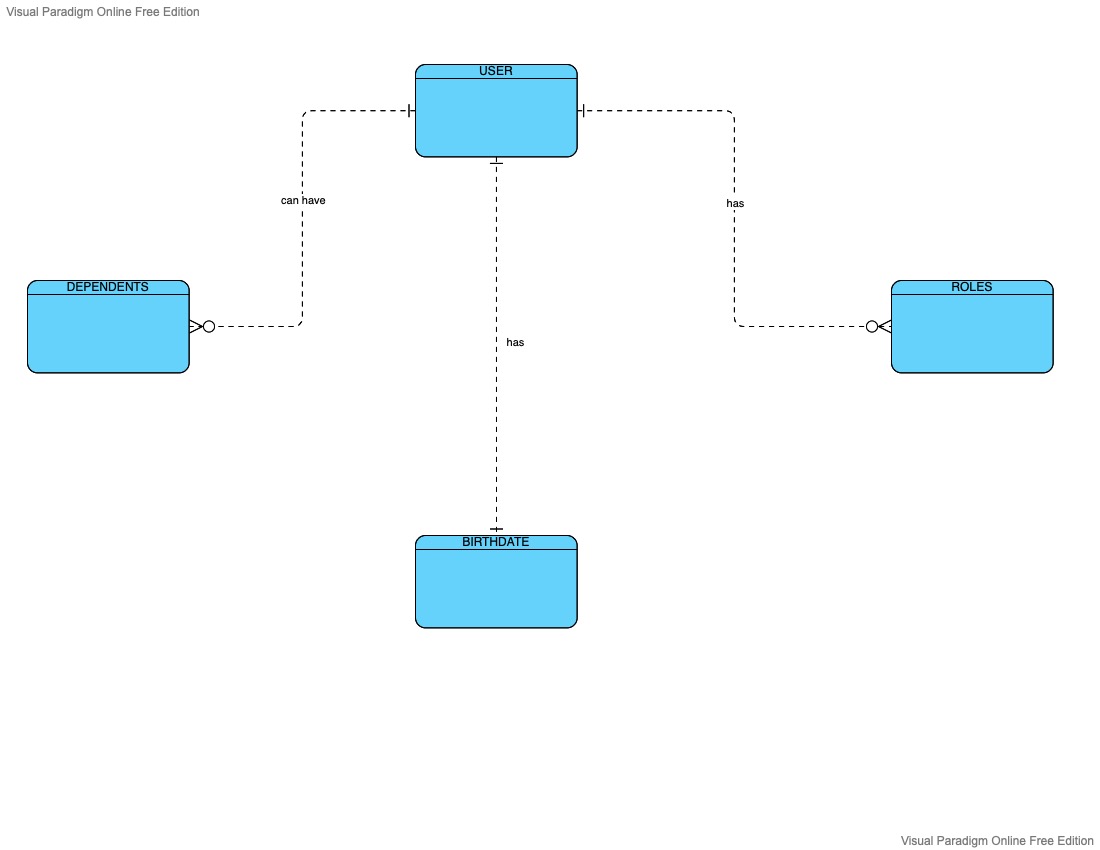 Visual Paradigm Online Free Edition
USER
can have
has
DEPENDENTS
ROLES
has
BIRTHDATE
Visual Paradigm Online Free Edition